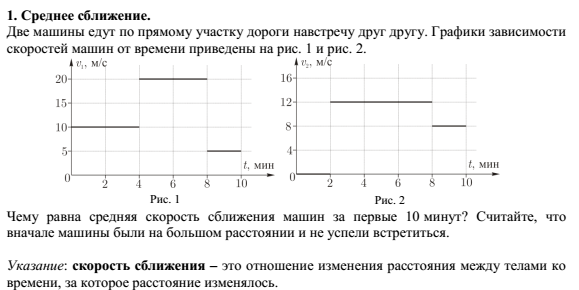 1. Среднее сближение.
Две машины едут по прямому участку дороги навстречу друг другу. Графики зависимости
скоростей машин от времени приведены на рис. 1 и рис. 2.
v₁, м/с
20
15
10
5
0
2 4 6 8 10
t, мин
Рис. 1
v₂, м/с
16
12
8
4
0
2 4 6 8 10
t, мин
Рис. 2
Чему равна средняя скорость сближения машин за первые 10 минут? Считайте, что
вначале машины были на большом расстоянии и не успели встретиться.
Указание: скорость сближения – это отношение изменения расстояния между телами ко
времени, за которое расстояние изменялось.